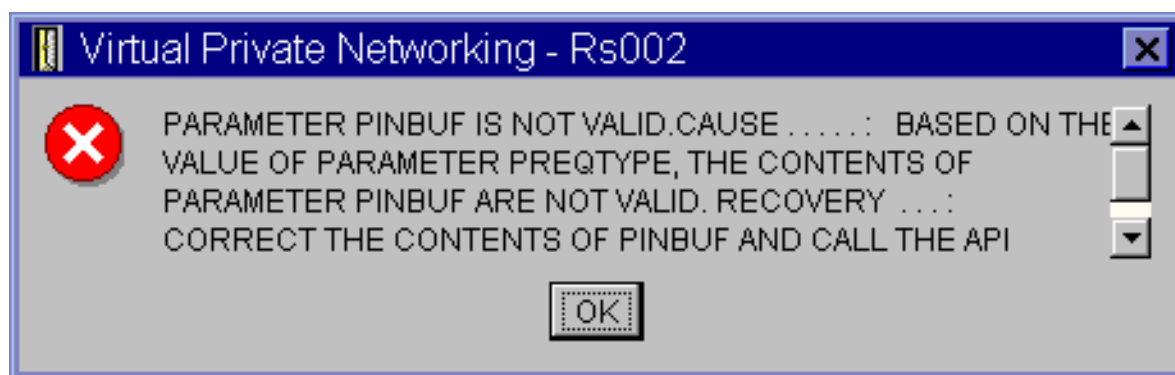 Virtual Private Networking - Rs002
PARAMETER PINBUF IS NOT VALID.CAUSE . . . . . :   BASED ON THE
VALUE OF PARAMETER PREQTYPE, THE CONTENTS OF
PARAMETER PINBUF ARE NOT VALID. RECOVERY  . . . :
CORRECT THE CONTENTS OF PINBUF AND CALL THE API
OK